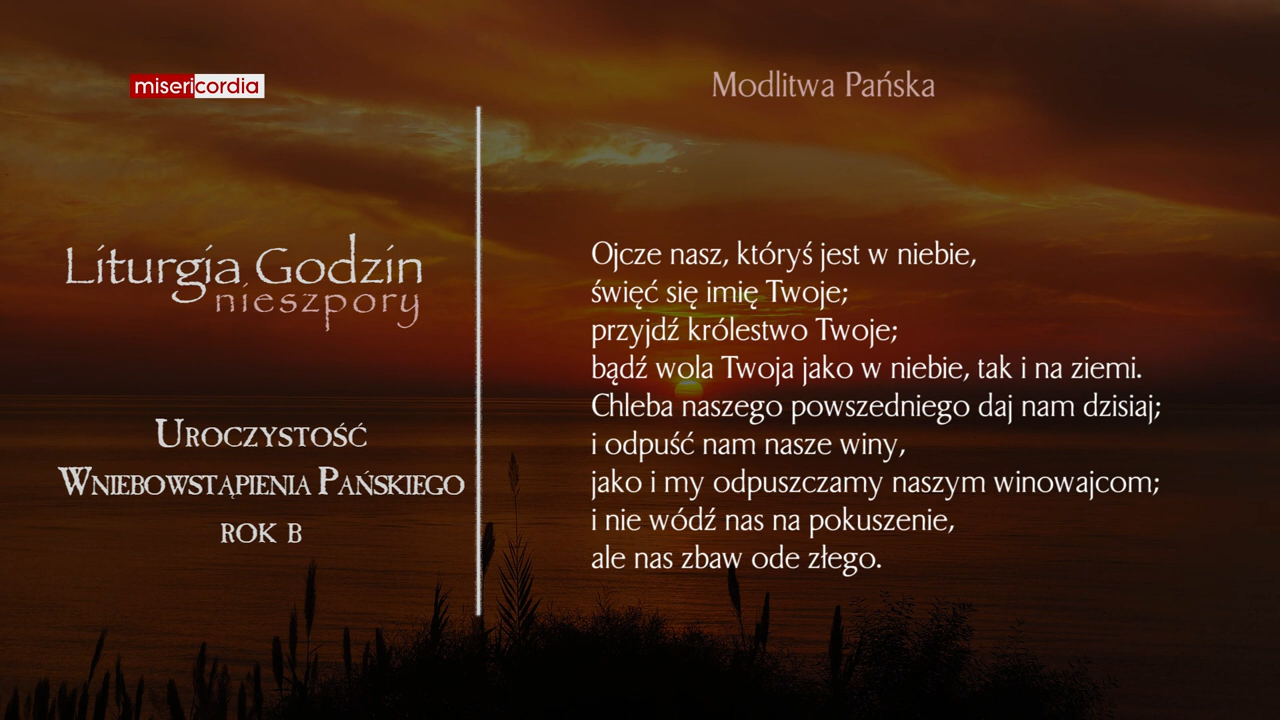 misericordia
Liturgia Godzin
nieszpory
Uroczystość
Wniebowstąpienia Pańskiego
rok B
Modlitwa Pańska
Ojcze nasz, któryś jest w niebie,
święć się imię Twoje;
przyjdź królestwo Twoje;
bądź wola Twoja jako w niebie, tak i na ziemi.
Chleba naszego powszedniego daj nam dzisiaj;
i odpuść nam nasze winy,
jako i my odpuszczamy naszym winowajcom;
i nie wódź nas na pokuszenie,
ale nas zbaw ode złego.